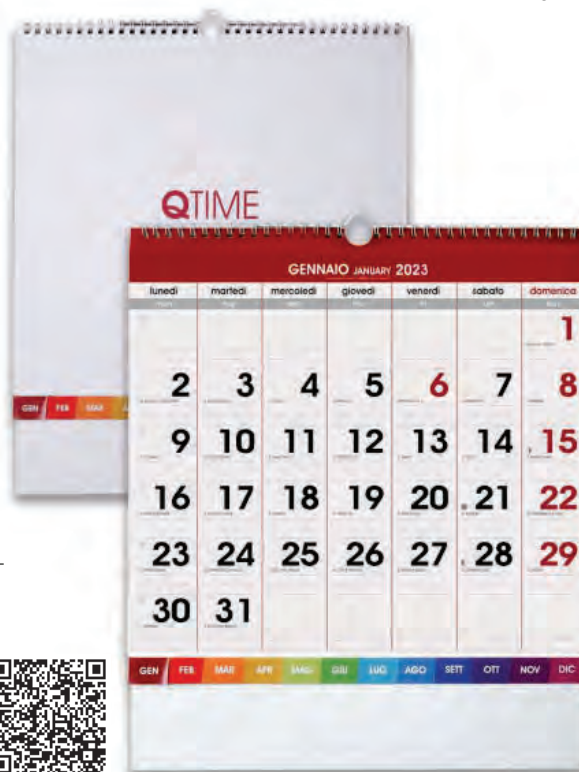 QTIME
GEN FEB MAR
GENNAIO JANUARY 2023
lunedì martedì mercoledì giovedì venerdì sabato domenica
1
2 3 4 5 6 7 8
9 10 11 12 13 14 15
16 17 18 19 20 21 22
23 24 25 26 27 28 29
30 31
GEN FEB MAR APR MAG GIU LUG AGO SETT OTT NOV DIC